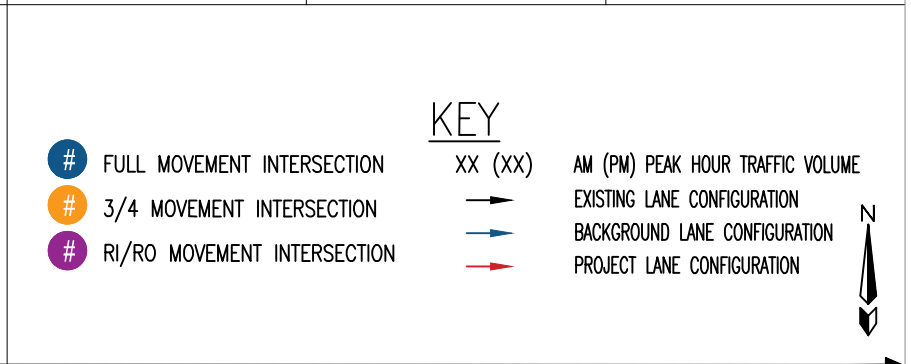 KEY
# FULL MOVEMENT INTERSECTION
# 3/4 MOVEMENT INTERSECTION
# RI/RO MOVEMENT INTERSECTION
XX (XX) AM (PM) PEAK HOUR TRAFFIC VOLUME
EXISTING LANE CONFIGURATION
BACKGROUND LANE CONFIGURATION
PROJECT LANE CONFIGURATION
N